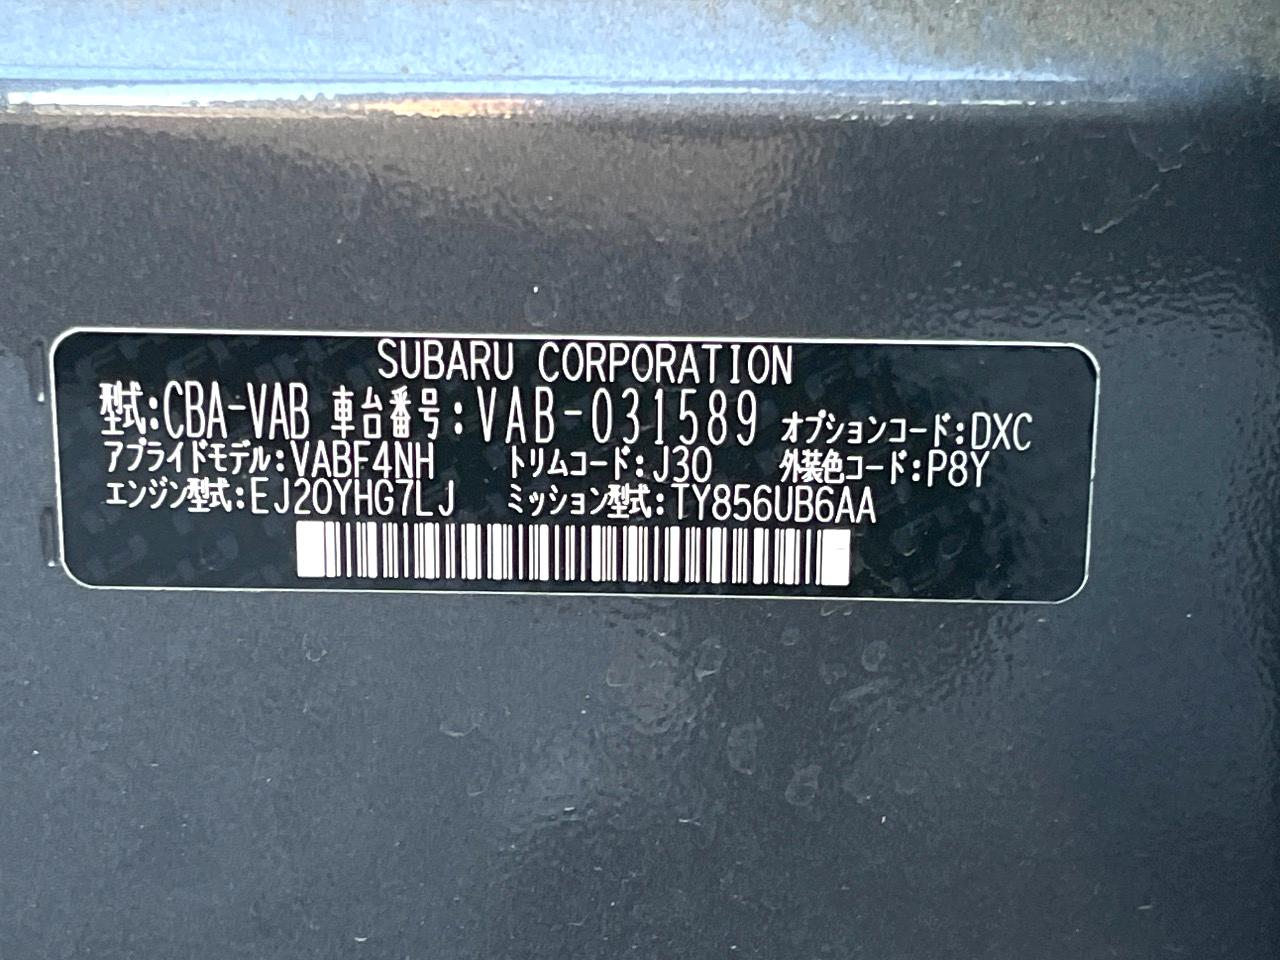 SUBARU CORPORATION
型式:CBA-VAB 車台番号:VAB-031589 オプションコード:DXC
アプライドモデル:VABF4NH トリムコード:J30 外装色コード:P8Y
エンジン型式:EJ20YHG7LJ ミッション型式:TY856UB6AA